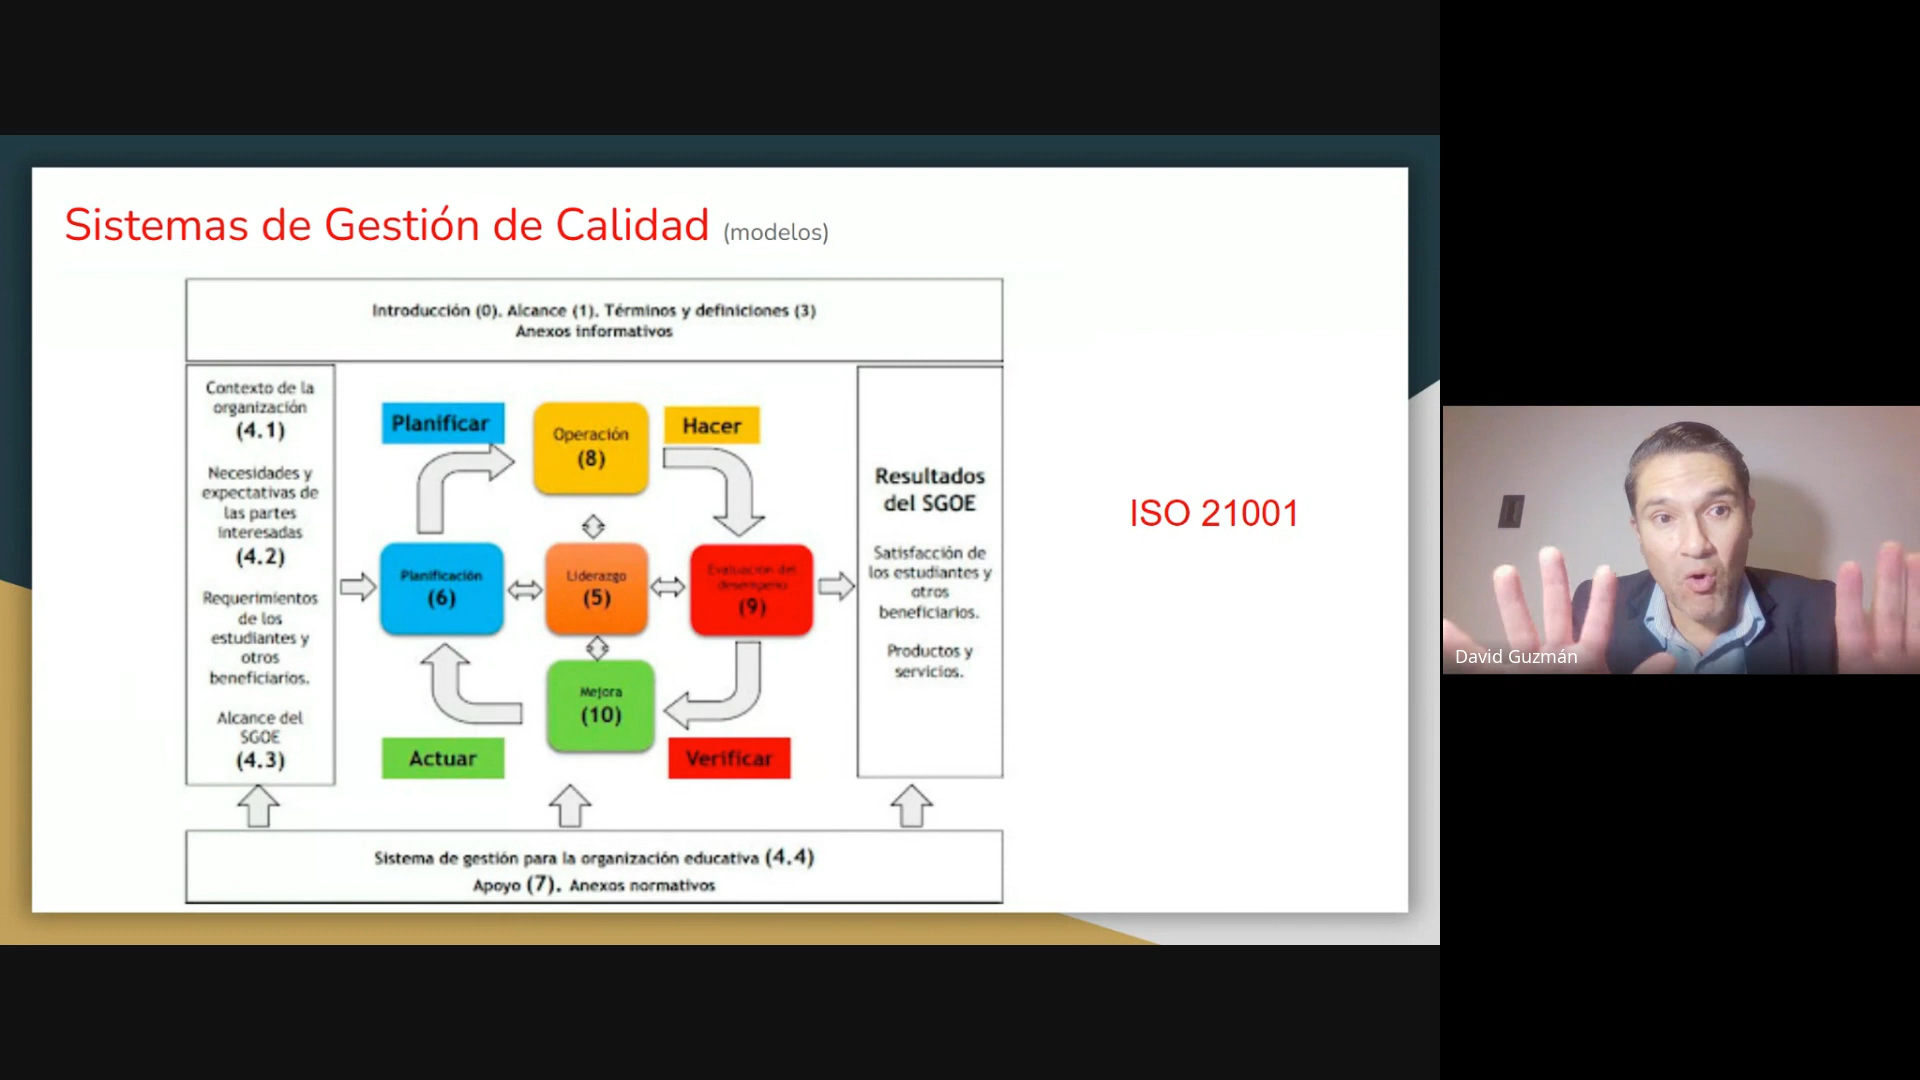 Sistemas de Gestión de Calidad (modelos)
Introducción (0). Alcance (1). Términos y definiciones (3)
Anexos informativos
Contexto de la
organización
(4.1)
Necesidades y
expectativas de
las partes
interesadas
(4.2)
Requerimientos
de los
estudiantes y
otros
beneficiarios.
Alcance del
SGOE
(4.3)
Planificar
Operación
(8)
Hacer
Planificación
(6)
Liderazgo
(5)
Evaluación del
desempeño
(9)
Mejora
(10)
Actuar
Verificar
Resultados
del SGOE
Satisfacción de
los estudiantes y
otros
beneficiarios.
Productos y
servicios.
Sistema de gestión para la organización educativa (4.4)
Apoyo (7). Anexos normativos
ISO 21001
David Guzmán